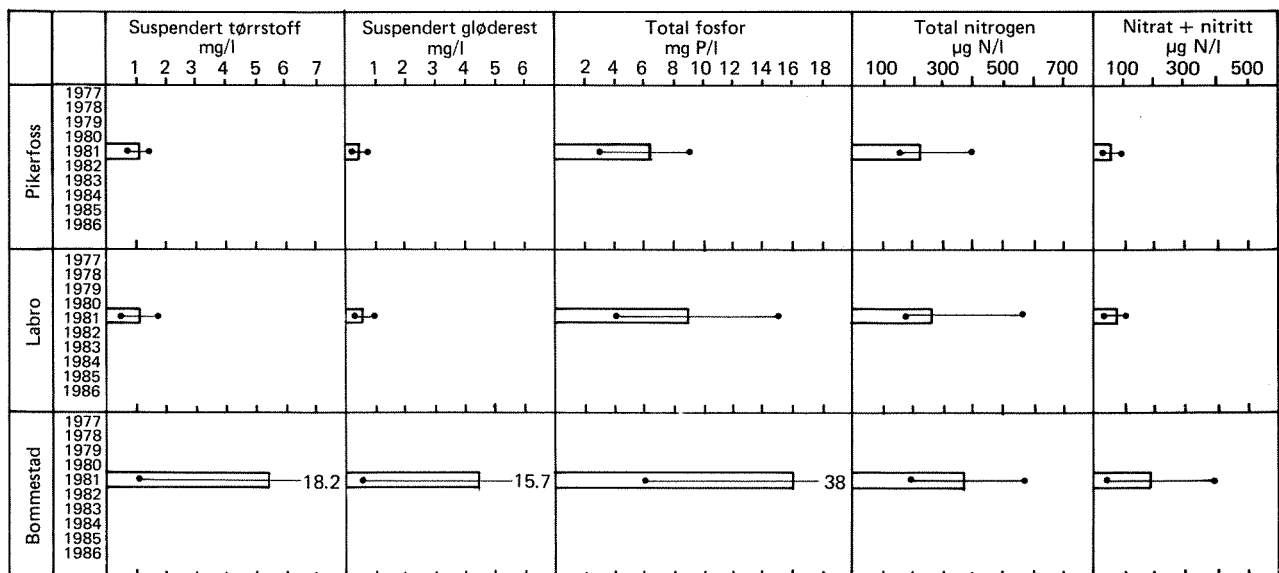 Suspendert tørrstoff
mg/l
1 2 3 4 5 6 7
Suspendert gløderest
mg/l
1 2 3 4 5 6
Total fosfor
mg P/l
2 4 6 8 10 12 14 16 18
Total nitrogen
µg N/l
100 300 500 700
Nitrat + nitritt
µg N/l
100 300 500
Pikerfoss
1977
1978
1979
1980
1981
1982
1983
1984
1985
1986
Labro
1977
1978
1979
1980
1981
1982
1983
1984
1985
1986
Bommestad
1977
1978
1979
1980
1981
1982
1983
1984
1985
1986
18.2
15.7
38